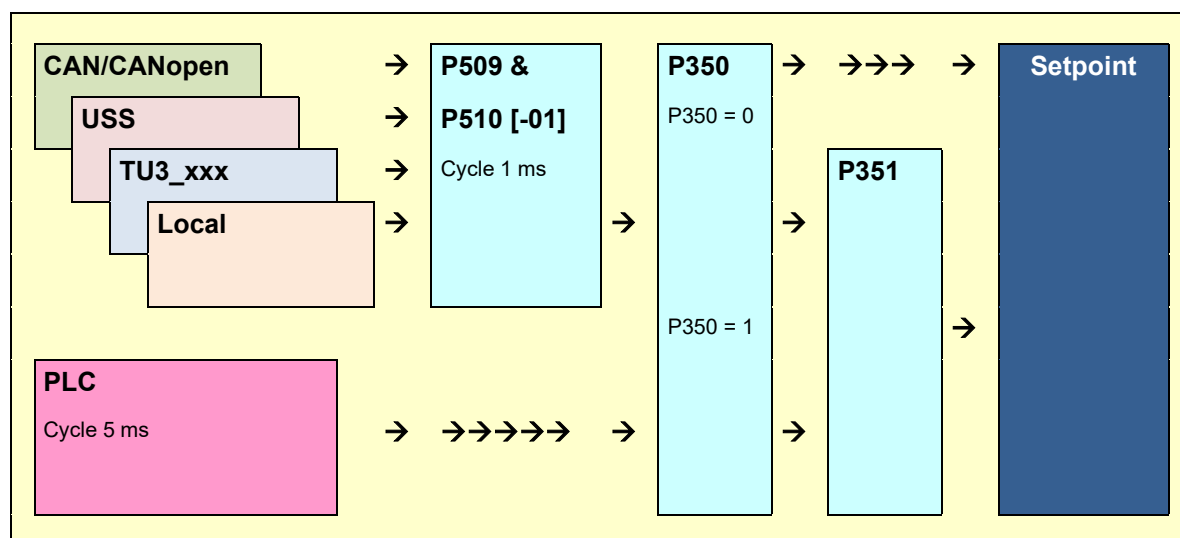 CAN/CANopen → P509 & P350 → →→→ → Setpoint
USS → P510 [-01] P350 = 0
TU3_xxx → Cycle 1 ms P351
Local → → →
P350 = 1 →
PLC
Cycle 5 ms → →→→→→ → →